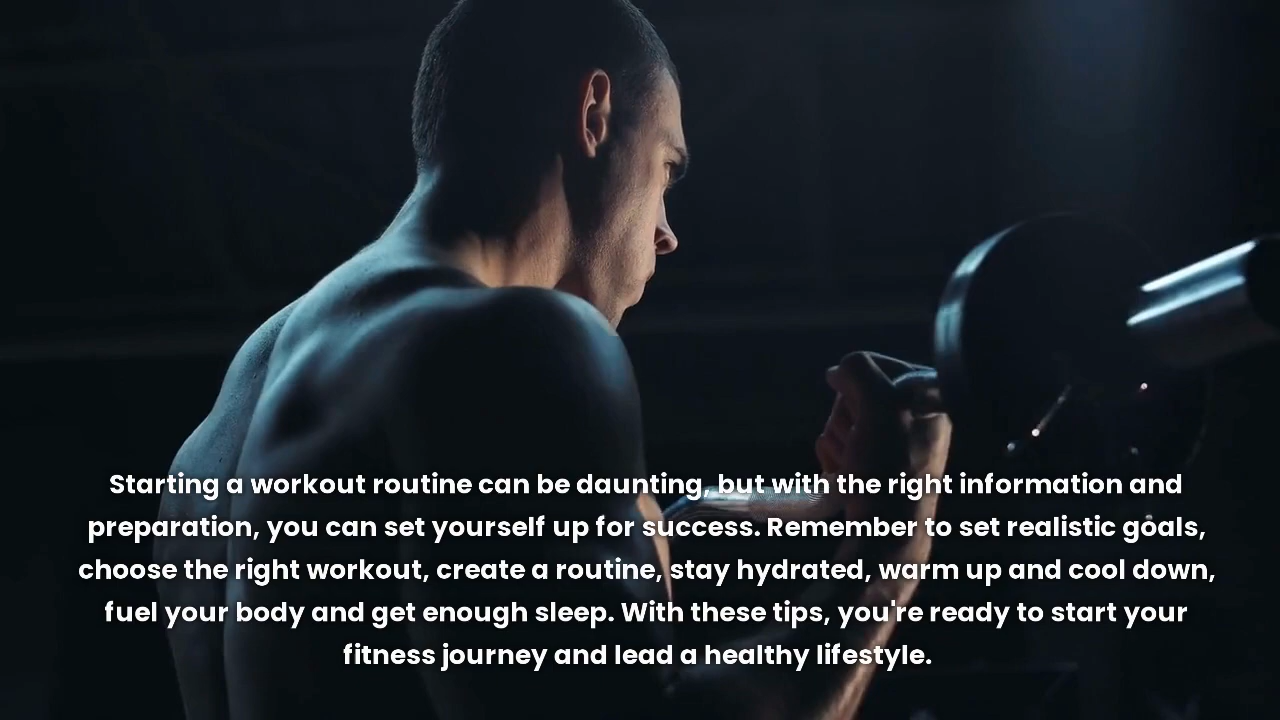 Starting a workout routine can be daunting, but with the right information and
preparation, you can set yourself up for success. Remember to set realistic goals,
choose the right workout, create a routine, stay hydrated, warm up and cool down,
fuel your body and get enough sleep. With these tips, you're ready to start your
fitness journey and lead a healthy lifestyle.